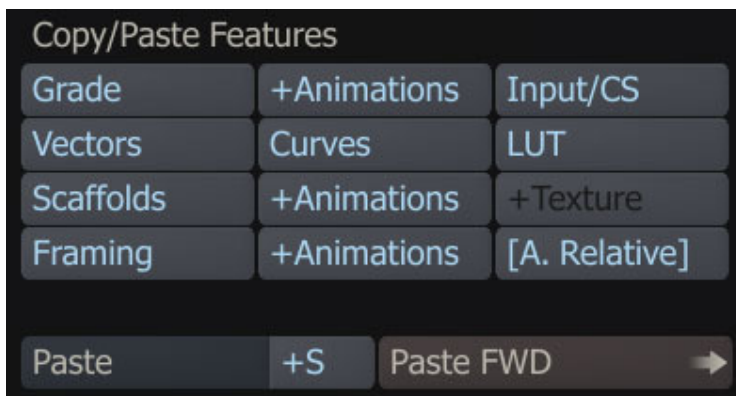 Copy/Paste Features
Grade +Animations Input/CS
Vectors Curves LUT
Scaffolds +Animations +Texture
Framing +Animations [A. Relative]
Paste +S Paste FWD